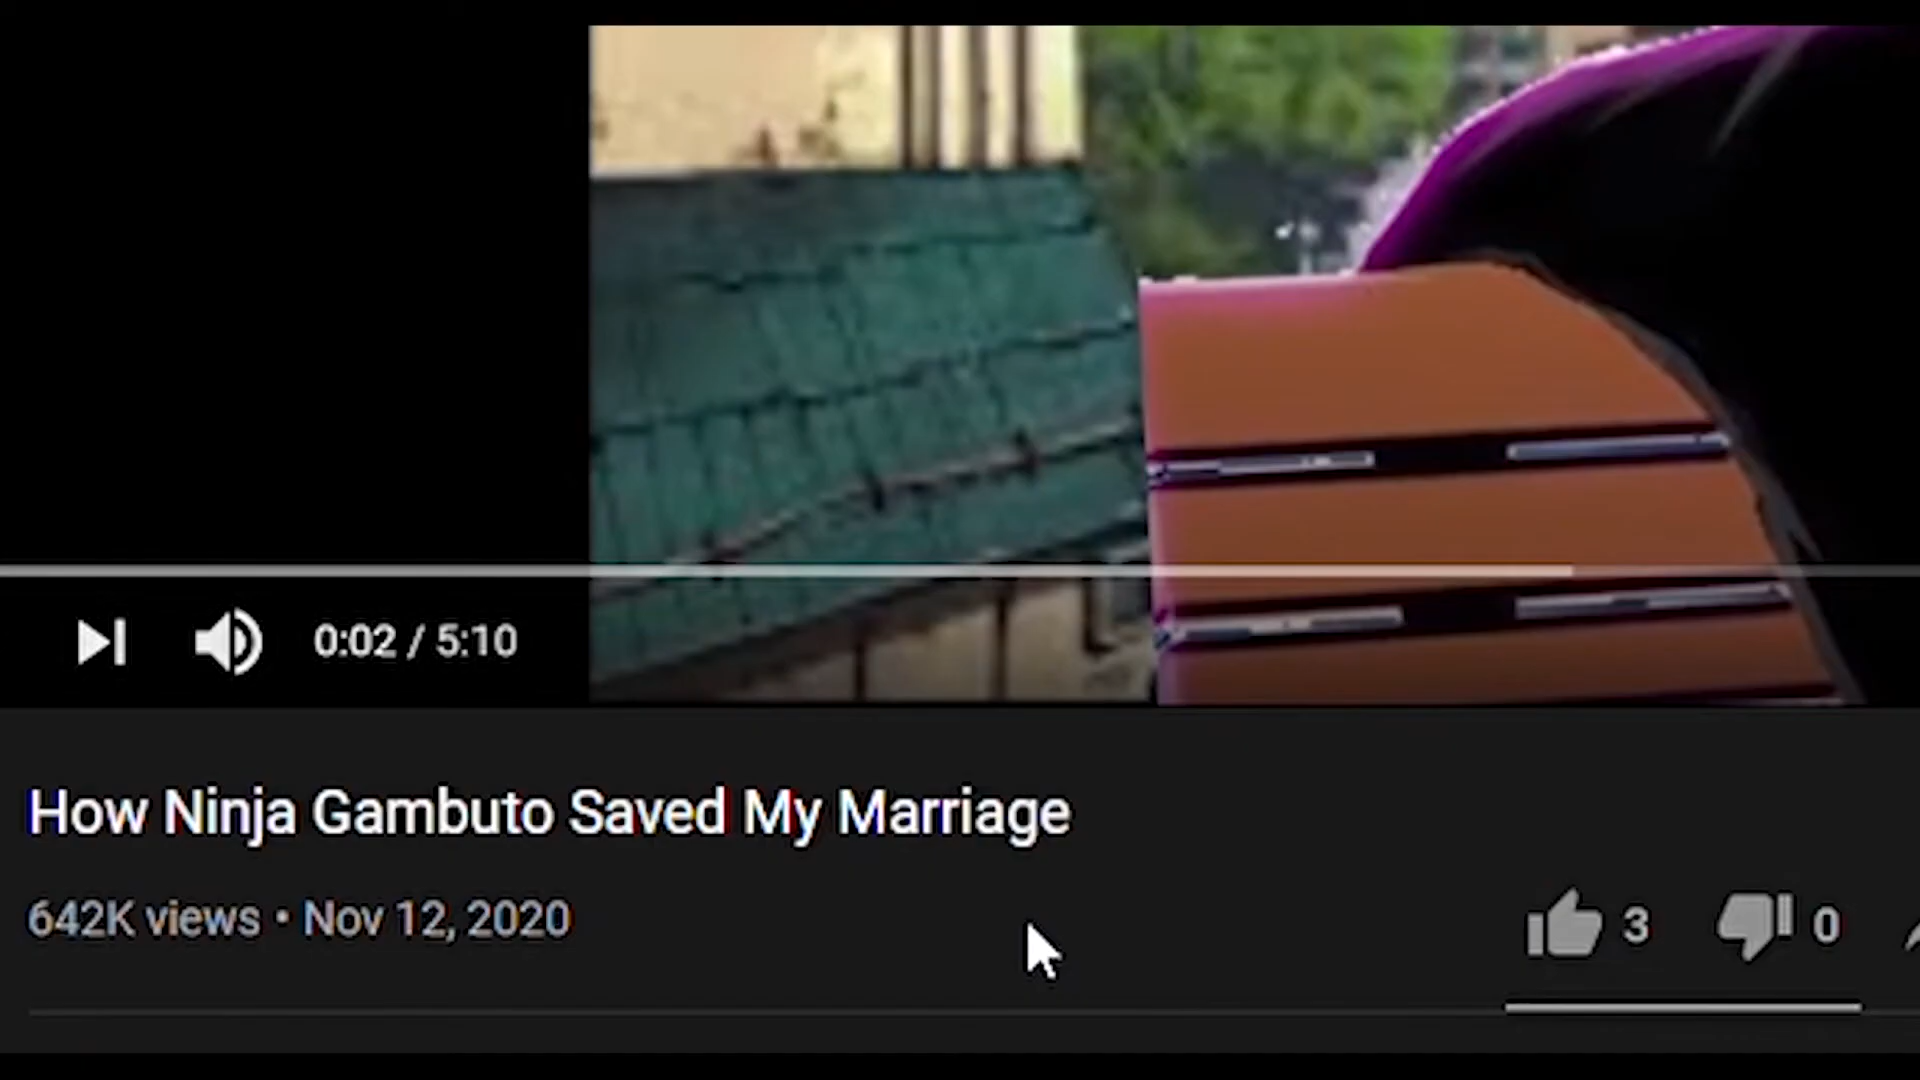 0:02 / 5:10
How Ninja Gambuto Saved My Marriage
642K views • Nov 12, 2020
3 0